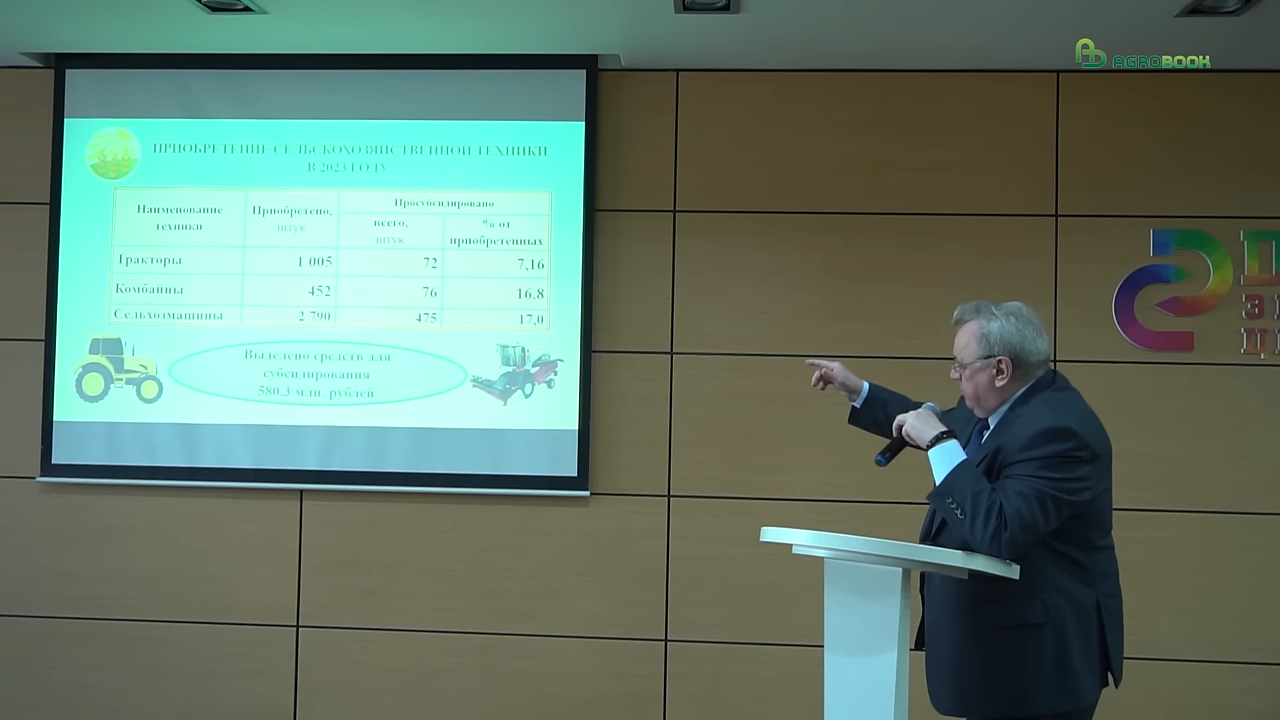 AGROBOOK
ПРИОБРЕТЕНИЕ СЕЛЬСКОХОЗЯЙСТВЕННОЙ ТЕХНИКИ
В 2023 ГОДУ
Наименование техники
Приобретено, штук
Просубсидировано
всего, штук
% от приобретенных
Тракторы 1 005 72 7,16
Комбайны 452 76 16,8
Сельхозмашины 2 790 475 17,0
Выделено средств для
субсидирования
580,3 млн. рублей